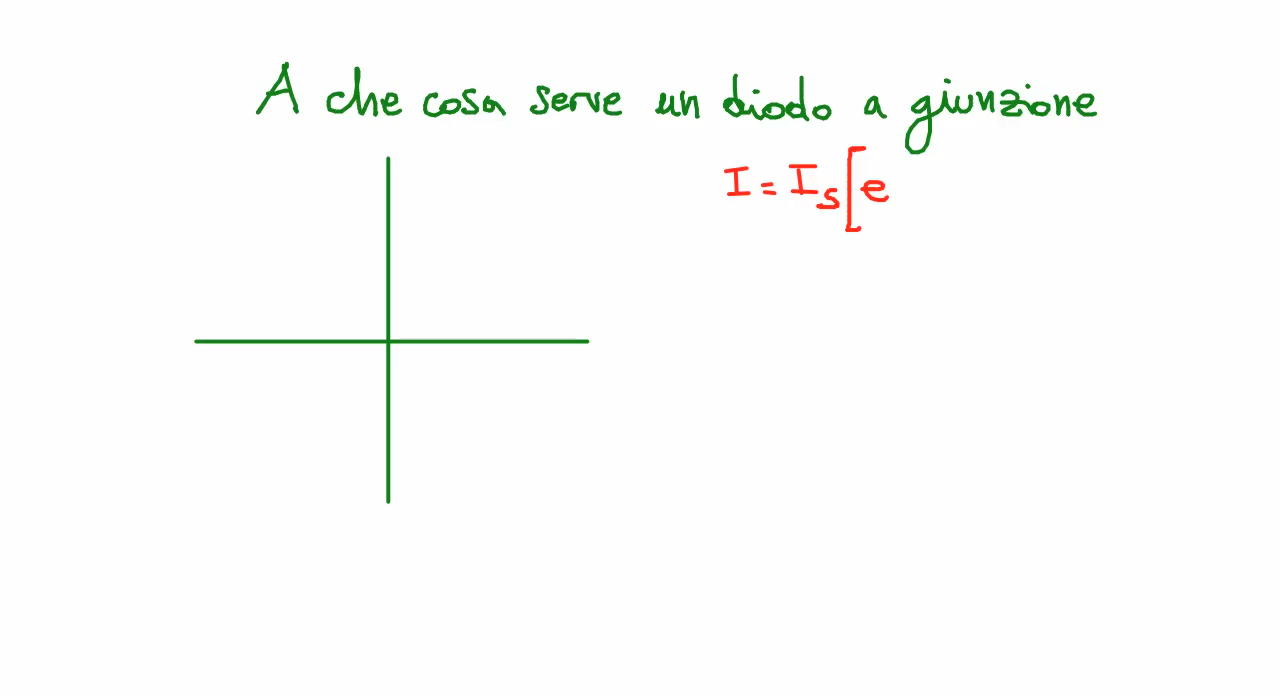 A che cosa serve un diodo a giunzione
I = Is[e